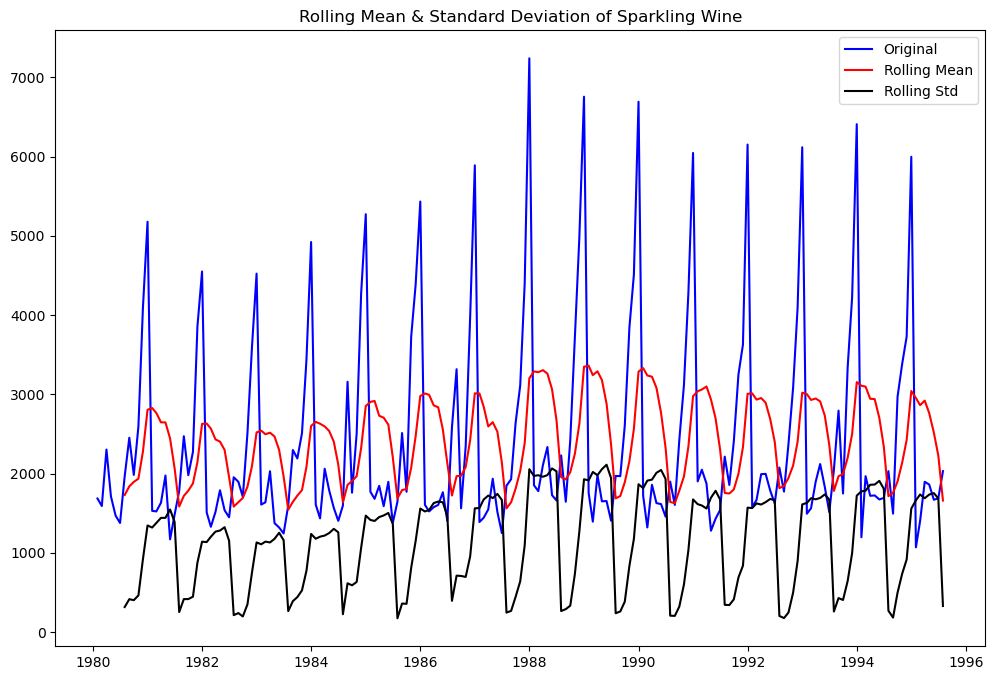 Rolling Mean & Standard Deviation of Sparkling Wine
Original
Rolling Mean
Rolling Std
7000
6000
5000
4000
3000
2000
1000
0
1980 1982 1984 1986 1988 1990 1992 1994 1996